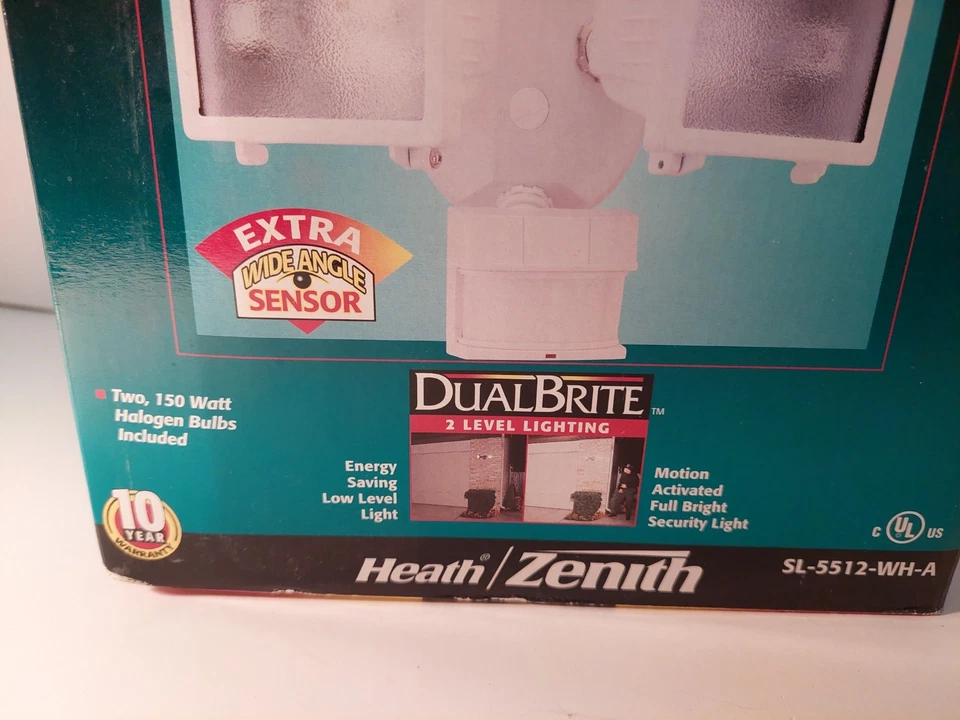 EXTRA
WIDE ANGLE
SENSOR
Two, 150 Watt
Halogen Bulbs
Included
DUALBRITE™
2 LEVEL LIGHTING
Energy
Saving
Low Level
Light
Motion
Activated
Full Bright
Security Light
10
YEAR
WARRANTY
C UL US
Heath®/Zenith
SL-5512-WH-A